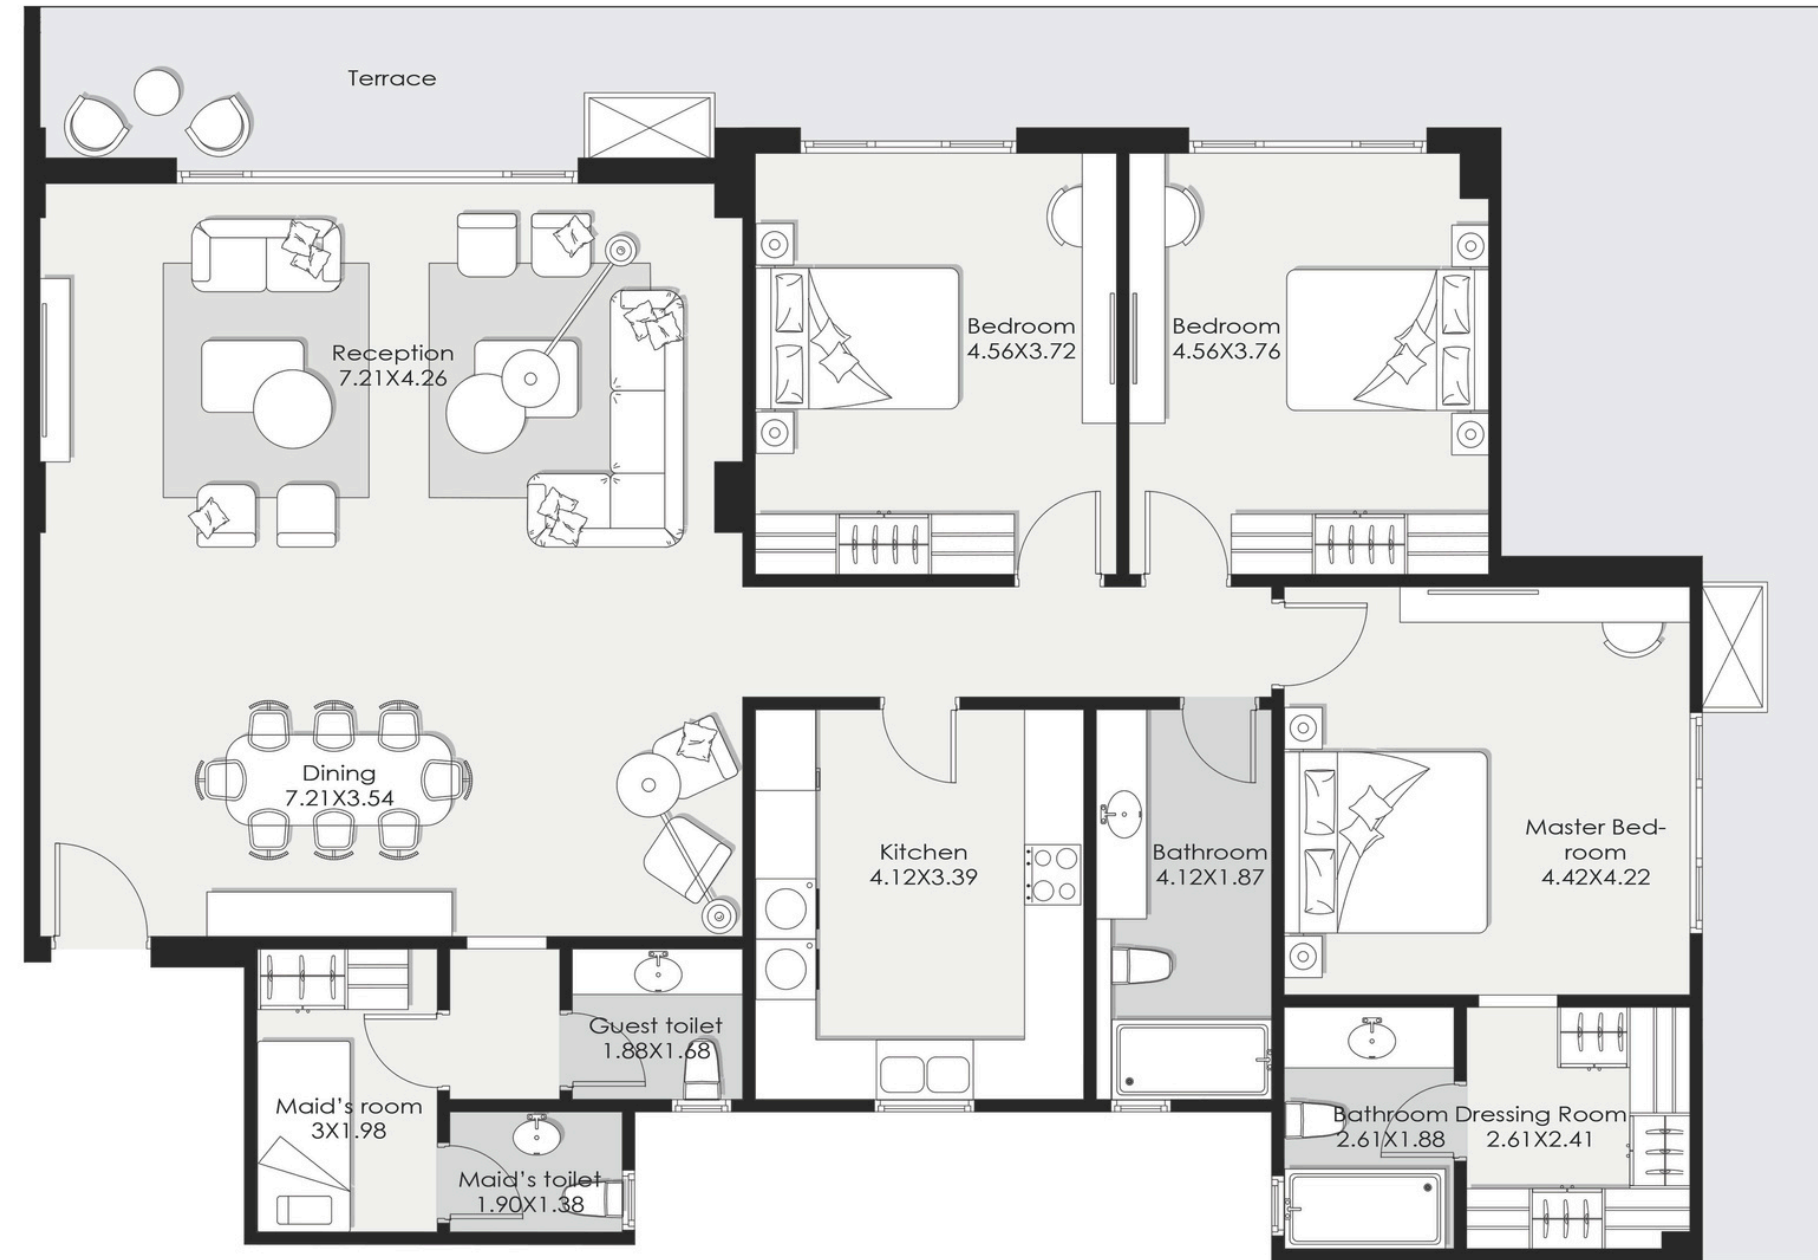 Terrace
Reception
7.21X4.26
Bedroom
4.56X3.72
Bedroom
4.56X3.76
Dining
7.21X3.54
Kitchen
4.12X3.39
Bathroom
4.12X1.87
Master Bed-
room
4.42X4.22
Guest toilet
1.88X1.68
Maid's room
3X1.98
Maid's toilet
1.90X1.38
Bathroom
2.61X1.88
Dressing Room
2.61X2.41